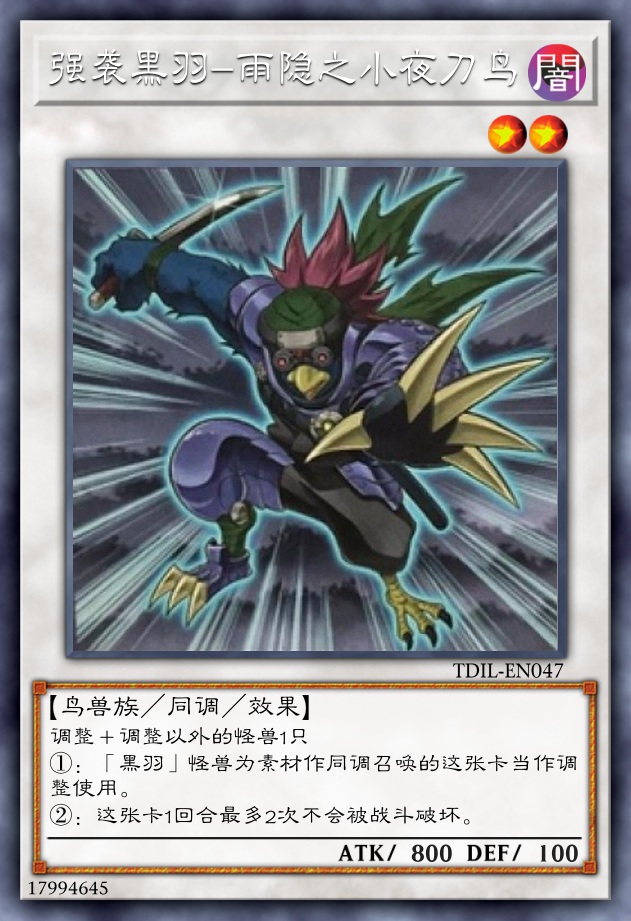 强袭黑羽-雨隐之小夜刀鸟
闇
TDIL-EN047
【鸟兽族／同调／效果】
调整＋调整以外的怪兽1只
①：「黑羽」怪兽为素材作同调召唤的这张卡当作调
整使用。
②：这张卡1回合最多2次不会被战斗破坏。
ATK/ 800 DEF/ 100
17994645